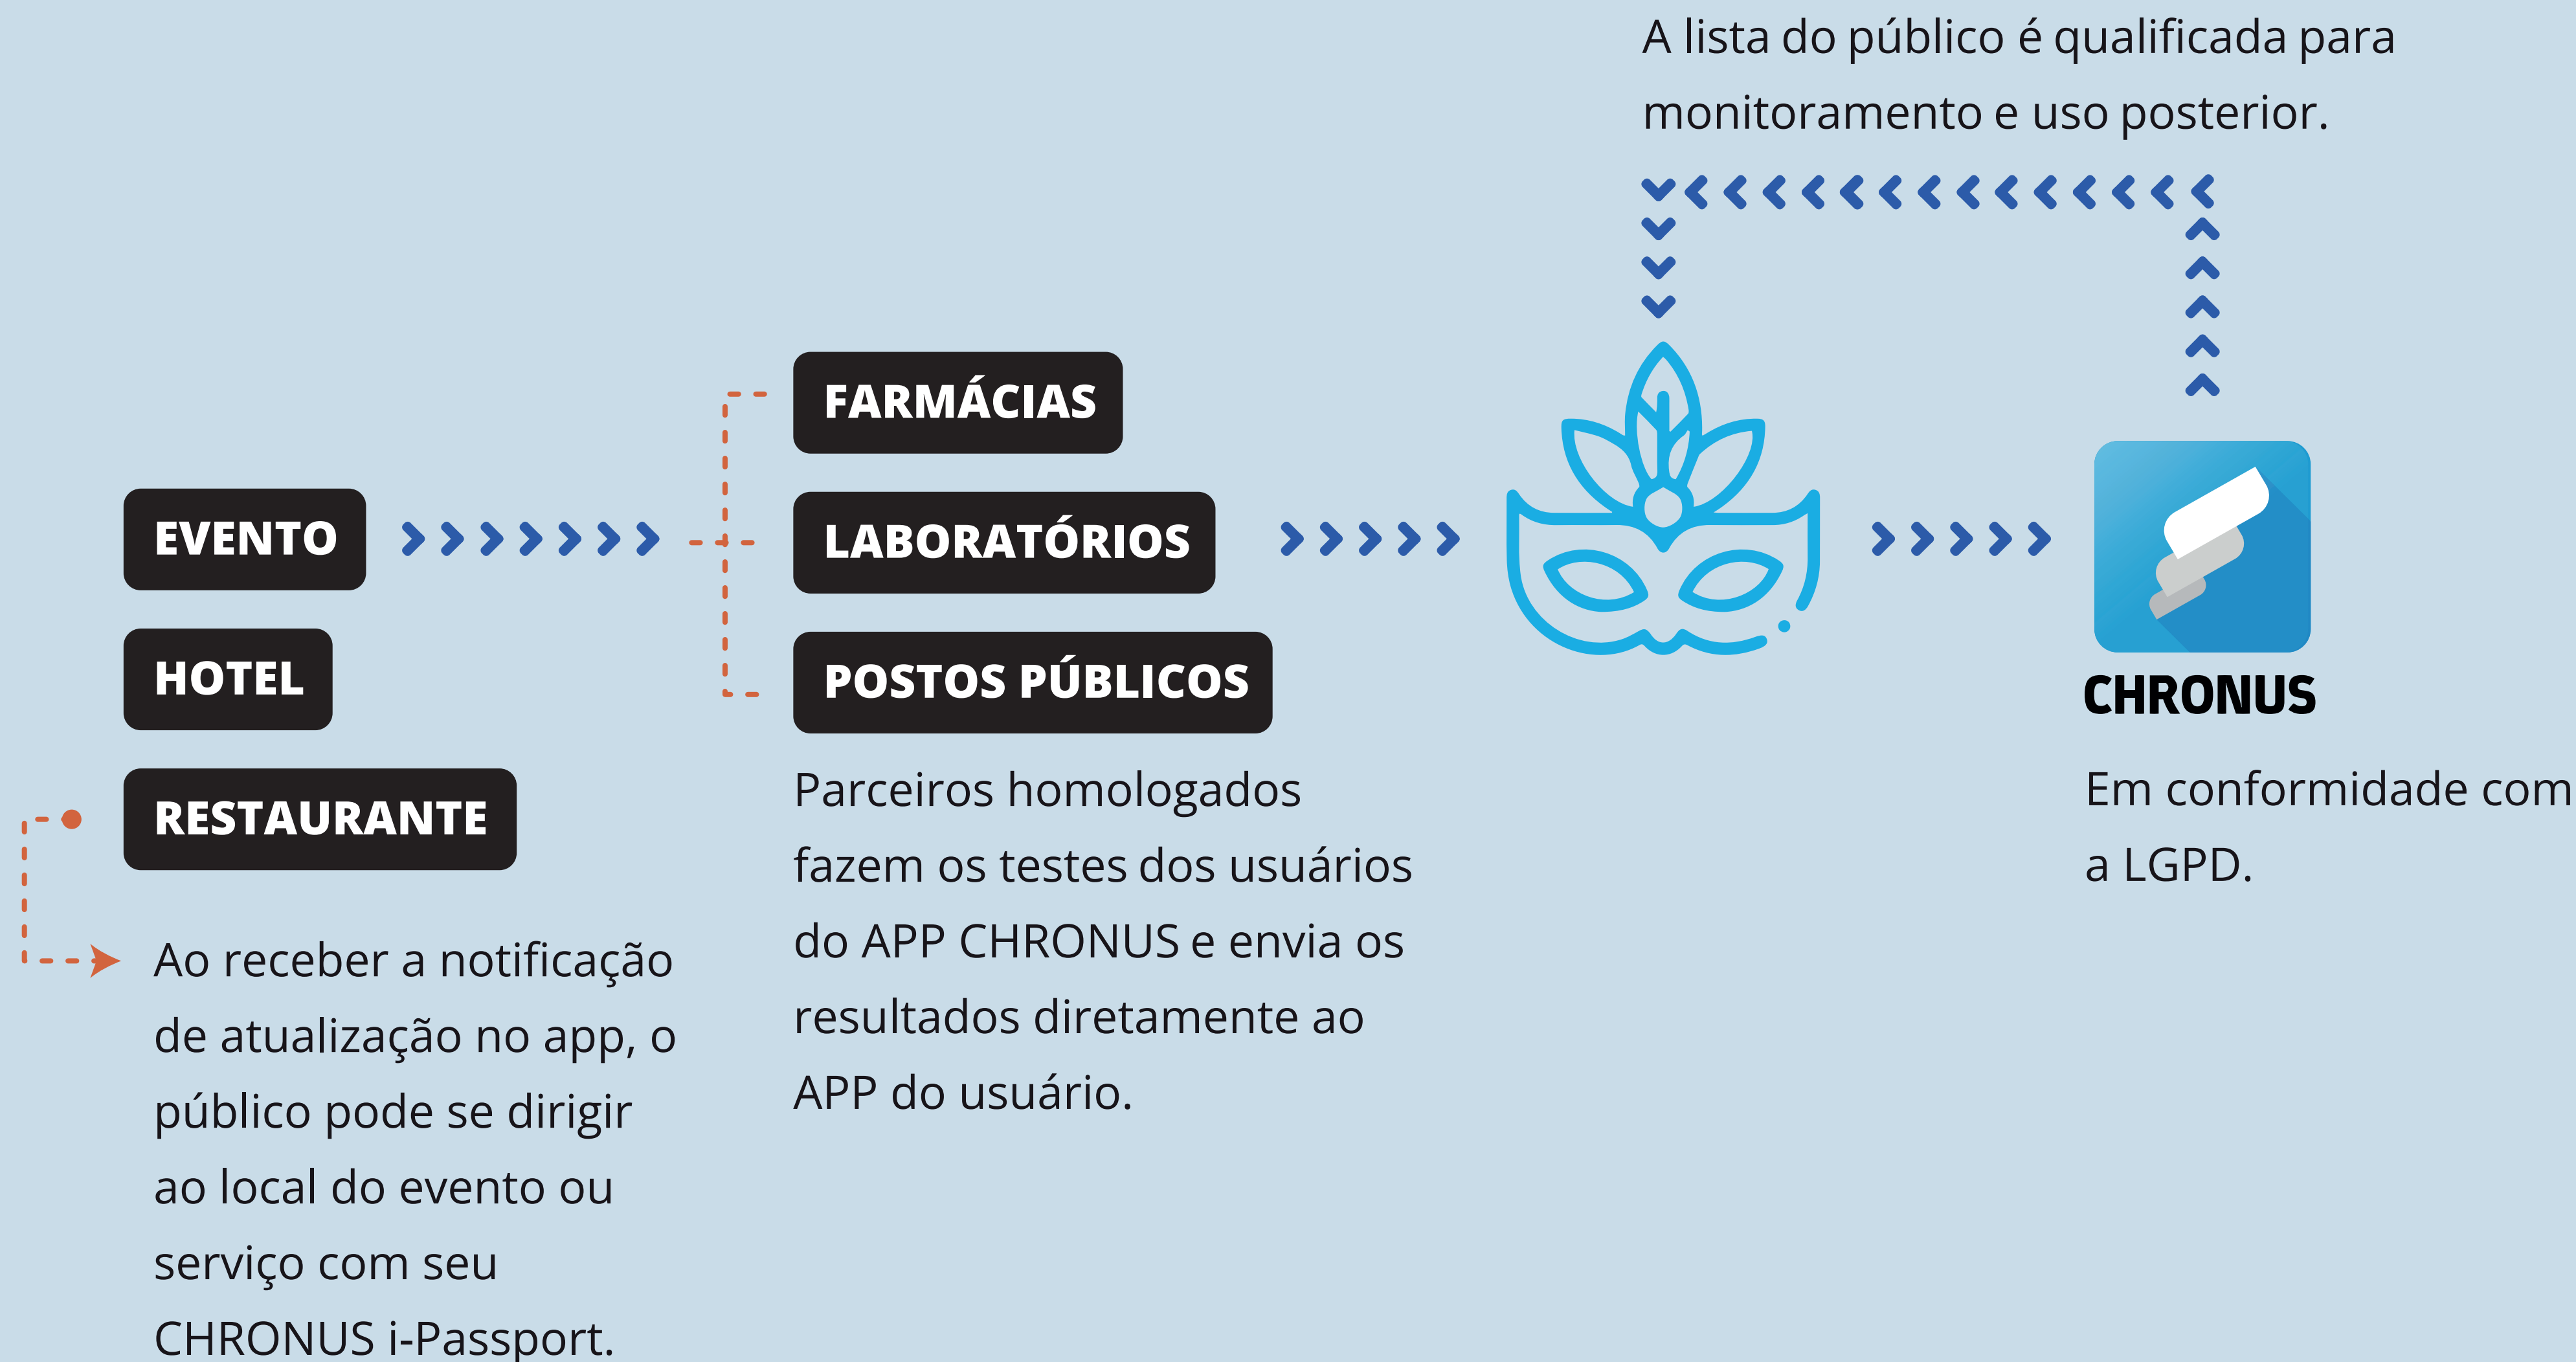 A lista do público é qualificada para
monitoramento e uso posterior.
EVENTO
HOTEL
RESTAURANTE
Ao receber a notificação
de atualização no app, o
público pode se dirigir
ao local do evento ou
serviço com seu
CHRONUS i-Passport.
FARMÁCIAS
LABORATÓRIOS
POSTOS PÚBLICOS
Parceiros homologados
fazem os testes dos usuários
do APP CHRONUS e envia os
resultados diretamente ao
APP do usuário.
CHRONUS
Em conformidade com
a LGPD.